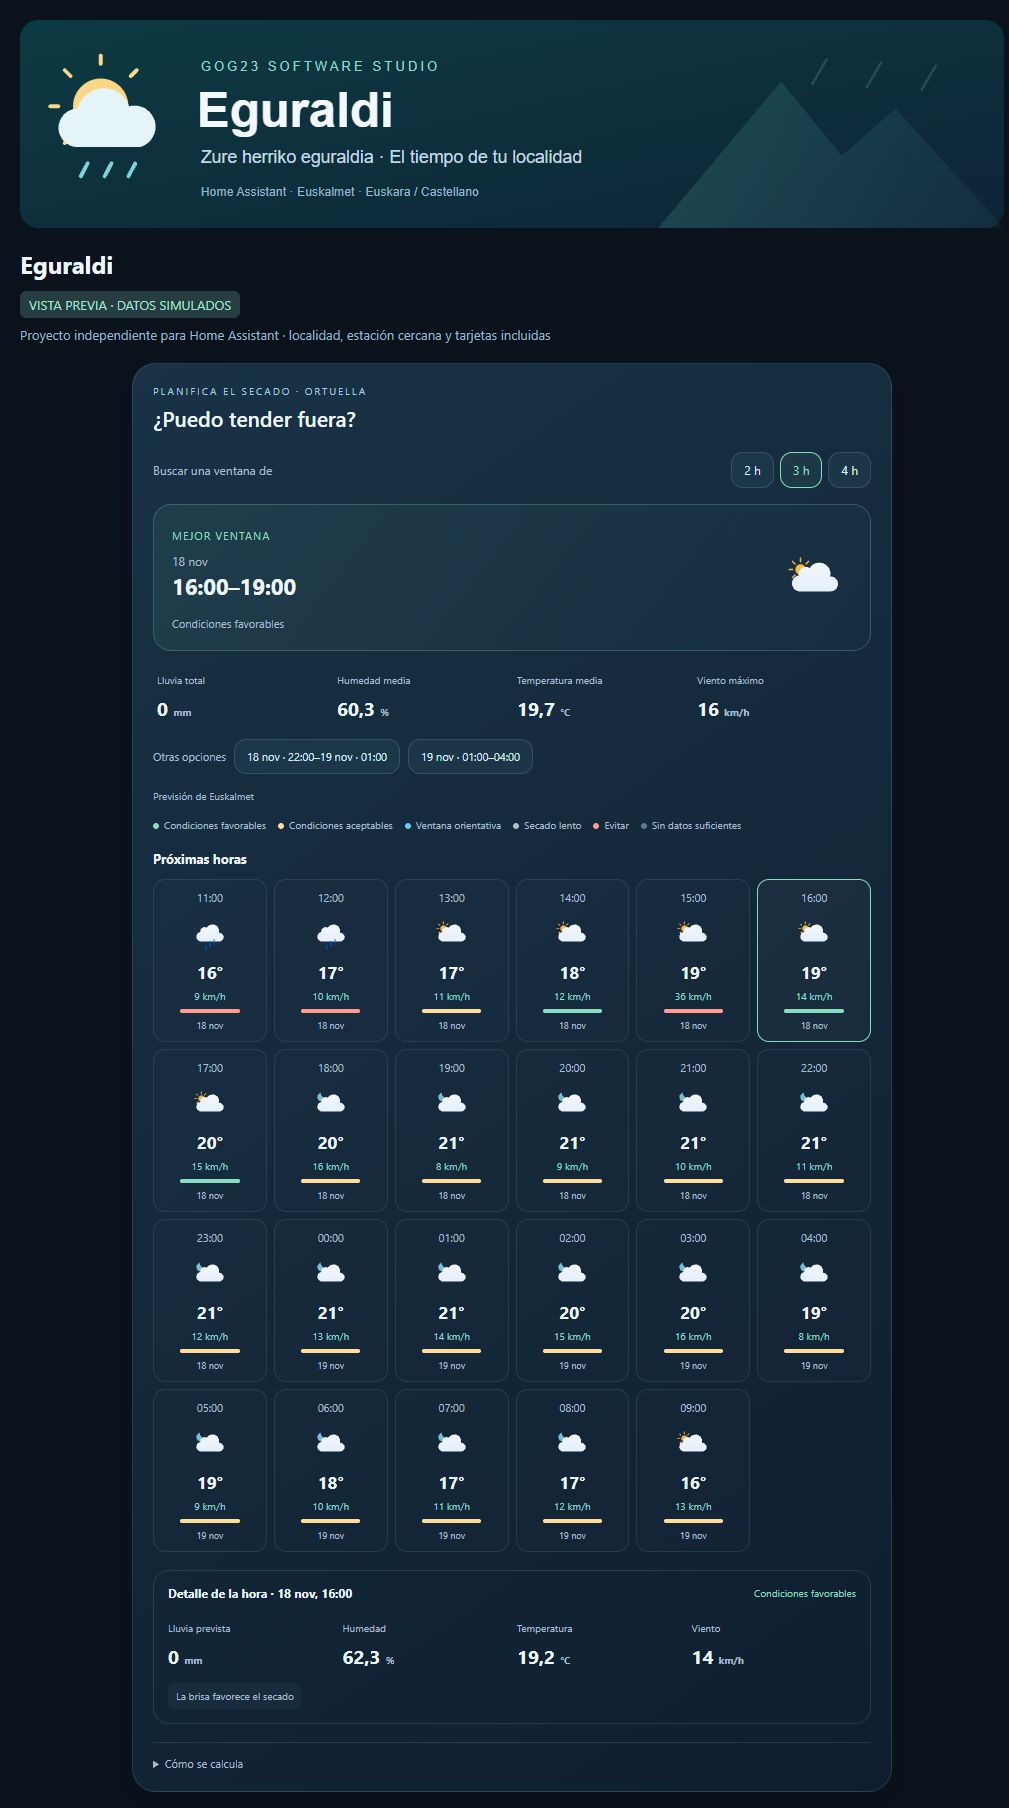 GOG23 SOFTWARE STUDIO
Eguraldi
Zure herriko eguraldia · El tiempo de tu localidad
Home Assistant · Euskalmet · Euskara / Castellano
Eguraldi
VISTA PREVIA · DATOS SIMULADOS
Proyecto independiente para Home Assistant · localidad, estación cercana y tarjetas incluidas
PLANIFICA EL SECADO · ORTUELLA
¿Puedo tender fuera?
Buscar una ventana de 2 h 3 h 4 h
MEJOR VENTANA
18 nov
16:00–19:00
Condiciones favorables
Lluvia total Humedad media Temperatura media Viento máximo
0 mm 60,3 % 19,7 °C 16 km/h
Otras opciones 18 nov · 22:00–19 nov · 01:00 19 nov · 01:00–04:00
Previsión de Euskalmet
Condiciones favorables Condiciones aceptables Ventana orientativa Secado lento Evitar Sin datos suficientes
Próximas horas
11:00 12:00 13:00 14:00 15:00 16:00
16° 17° 17° 18° 19° 19°
9 km/h 10 km/h 11 km/h 12 km/h 36 km/h 14 km/h
18 nov 18 nov 18 nov 18 nov 18 nov 18 nov
17:00 18:00 19:00 20:00 21:00 22:00
20° 20° 21° 21° 21° 21°
15 km/h 16 km/h 8 km/h 9 km/h 10 km/h 11 km/h
18 nov 18 nov 18 nov 18 nov 18 nov 18 nov
23:00 00:00 01:00 02:00 03:00 04:00
21° 21° 21° 20° 20° 19°
12 km/h 13 km/h 14 km/h 15 km/h 16 km/h 8 km/h
18 nov 19 nov 19 nov 19 nov 19 nov 19 nov
05:00 06:00 07:00 08:00 09:00
19° 18° 17° 17° 16°
9 km/h 10 km/h 11 km/h 12 km/h 13 km/h
19 nov 19 nov 19 nov 19 nov 19 nov
Detalle de la hora · 18 nov, 16:00 Condiciones favorables
Lluvia prevista Humedad Temperatura Viento
0 mm 62,3 % 19,2 °C 14 km/h
La brisa favorece el secado
Cómo se calcula